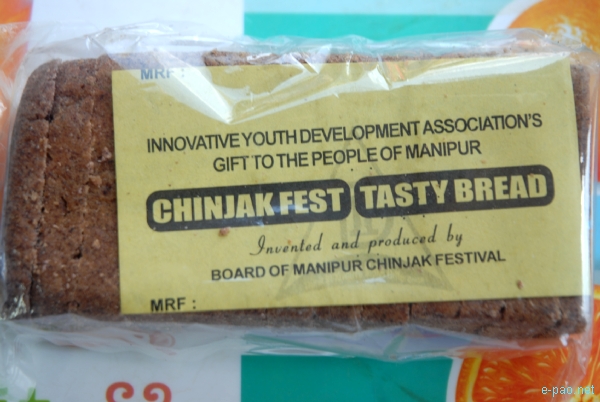 MRF :
INNOVATIVE YOUTH DEVELOPMENT ASSOCIATION'S
GIFT TO THE PEOPLE OF MANIPUR
CHINJAK FEST TASTY BREAD
Invented and produced by
BOARD OF MANIPUR CHINJAK FESTIVAL
MRF :
e-pao.net